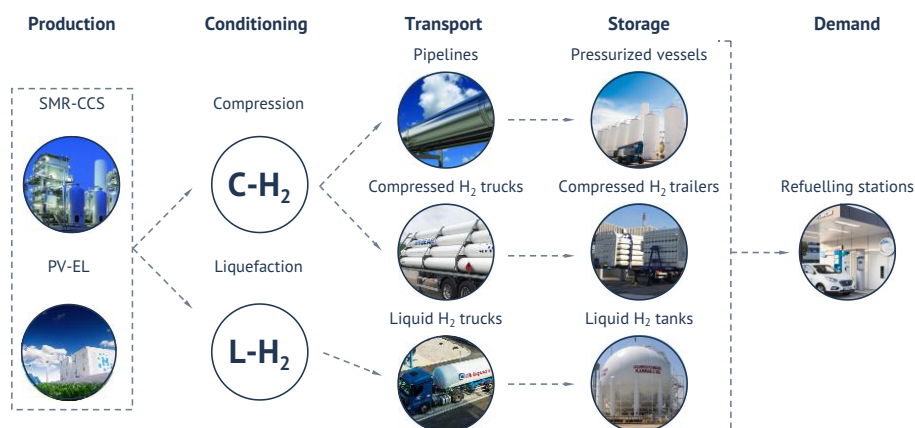 Production
Conditioning
Transport
Storage
Demand
SMR-CCS
PV-EL
Compression
C-H₂
Liquefaction
L-H₂
Pipelines
Compressed H₂ trucks
Liquid H₂ trucks
Pressurized vessels
Compressed H₂ trailers
Liquid H₂ tanks
Refuelling stations